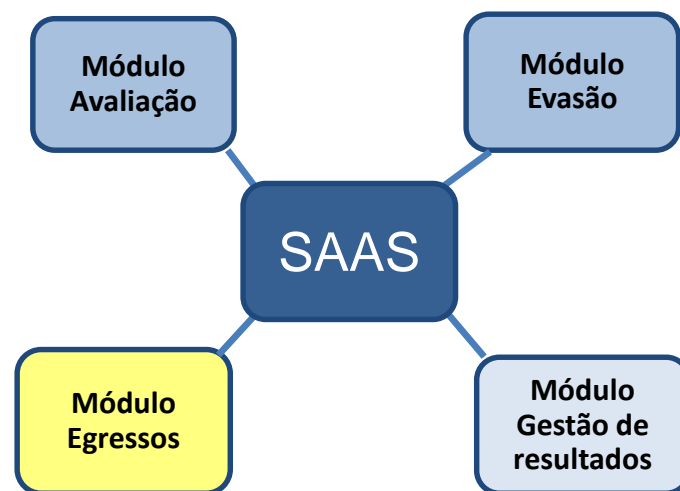 Módulo
Avaliação
Módulo
Evasão
SAAS
Módulo
Egressos
Módulo
Gestão de
resultados